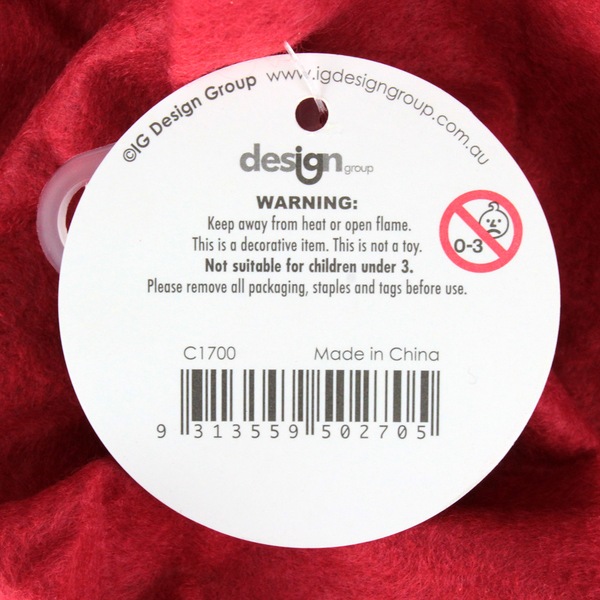 ©IG Design Group www.igdesigngroup.com.au
design group
WARNING:
Keep away from heat or open flame.
This is a decorative item. This is not a toy.
Not suitable for children under 3.
Please remove all packaging, staples and tags before use.
0-3
C1700 Made in China
9 313559 502705